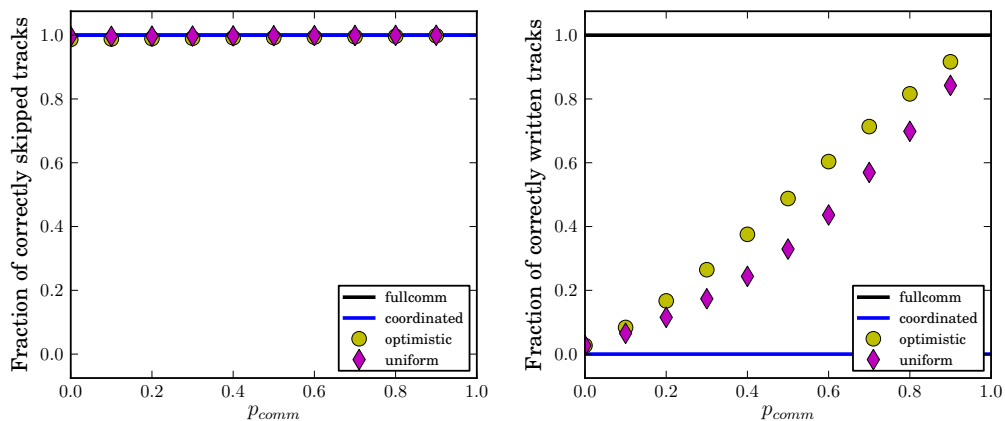 Fraction of correctly skipped tracks
1.0
0.8
0.6
0.4
0.2
0.0
fullcomm
coordinated
optimistic
uniform
0.0 0.2 0.4 0.6 0.8 1.0
p_comm
Fraction of correctly written tracks
1.0
0.8
0.6
0.4
0.2
0.0
fullcomm
coordinated
optimistic
uniform
0.0 0.2 0.4 0.6 0.8 1.0
p_comm